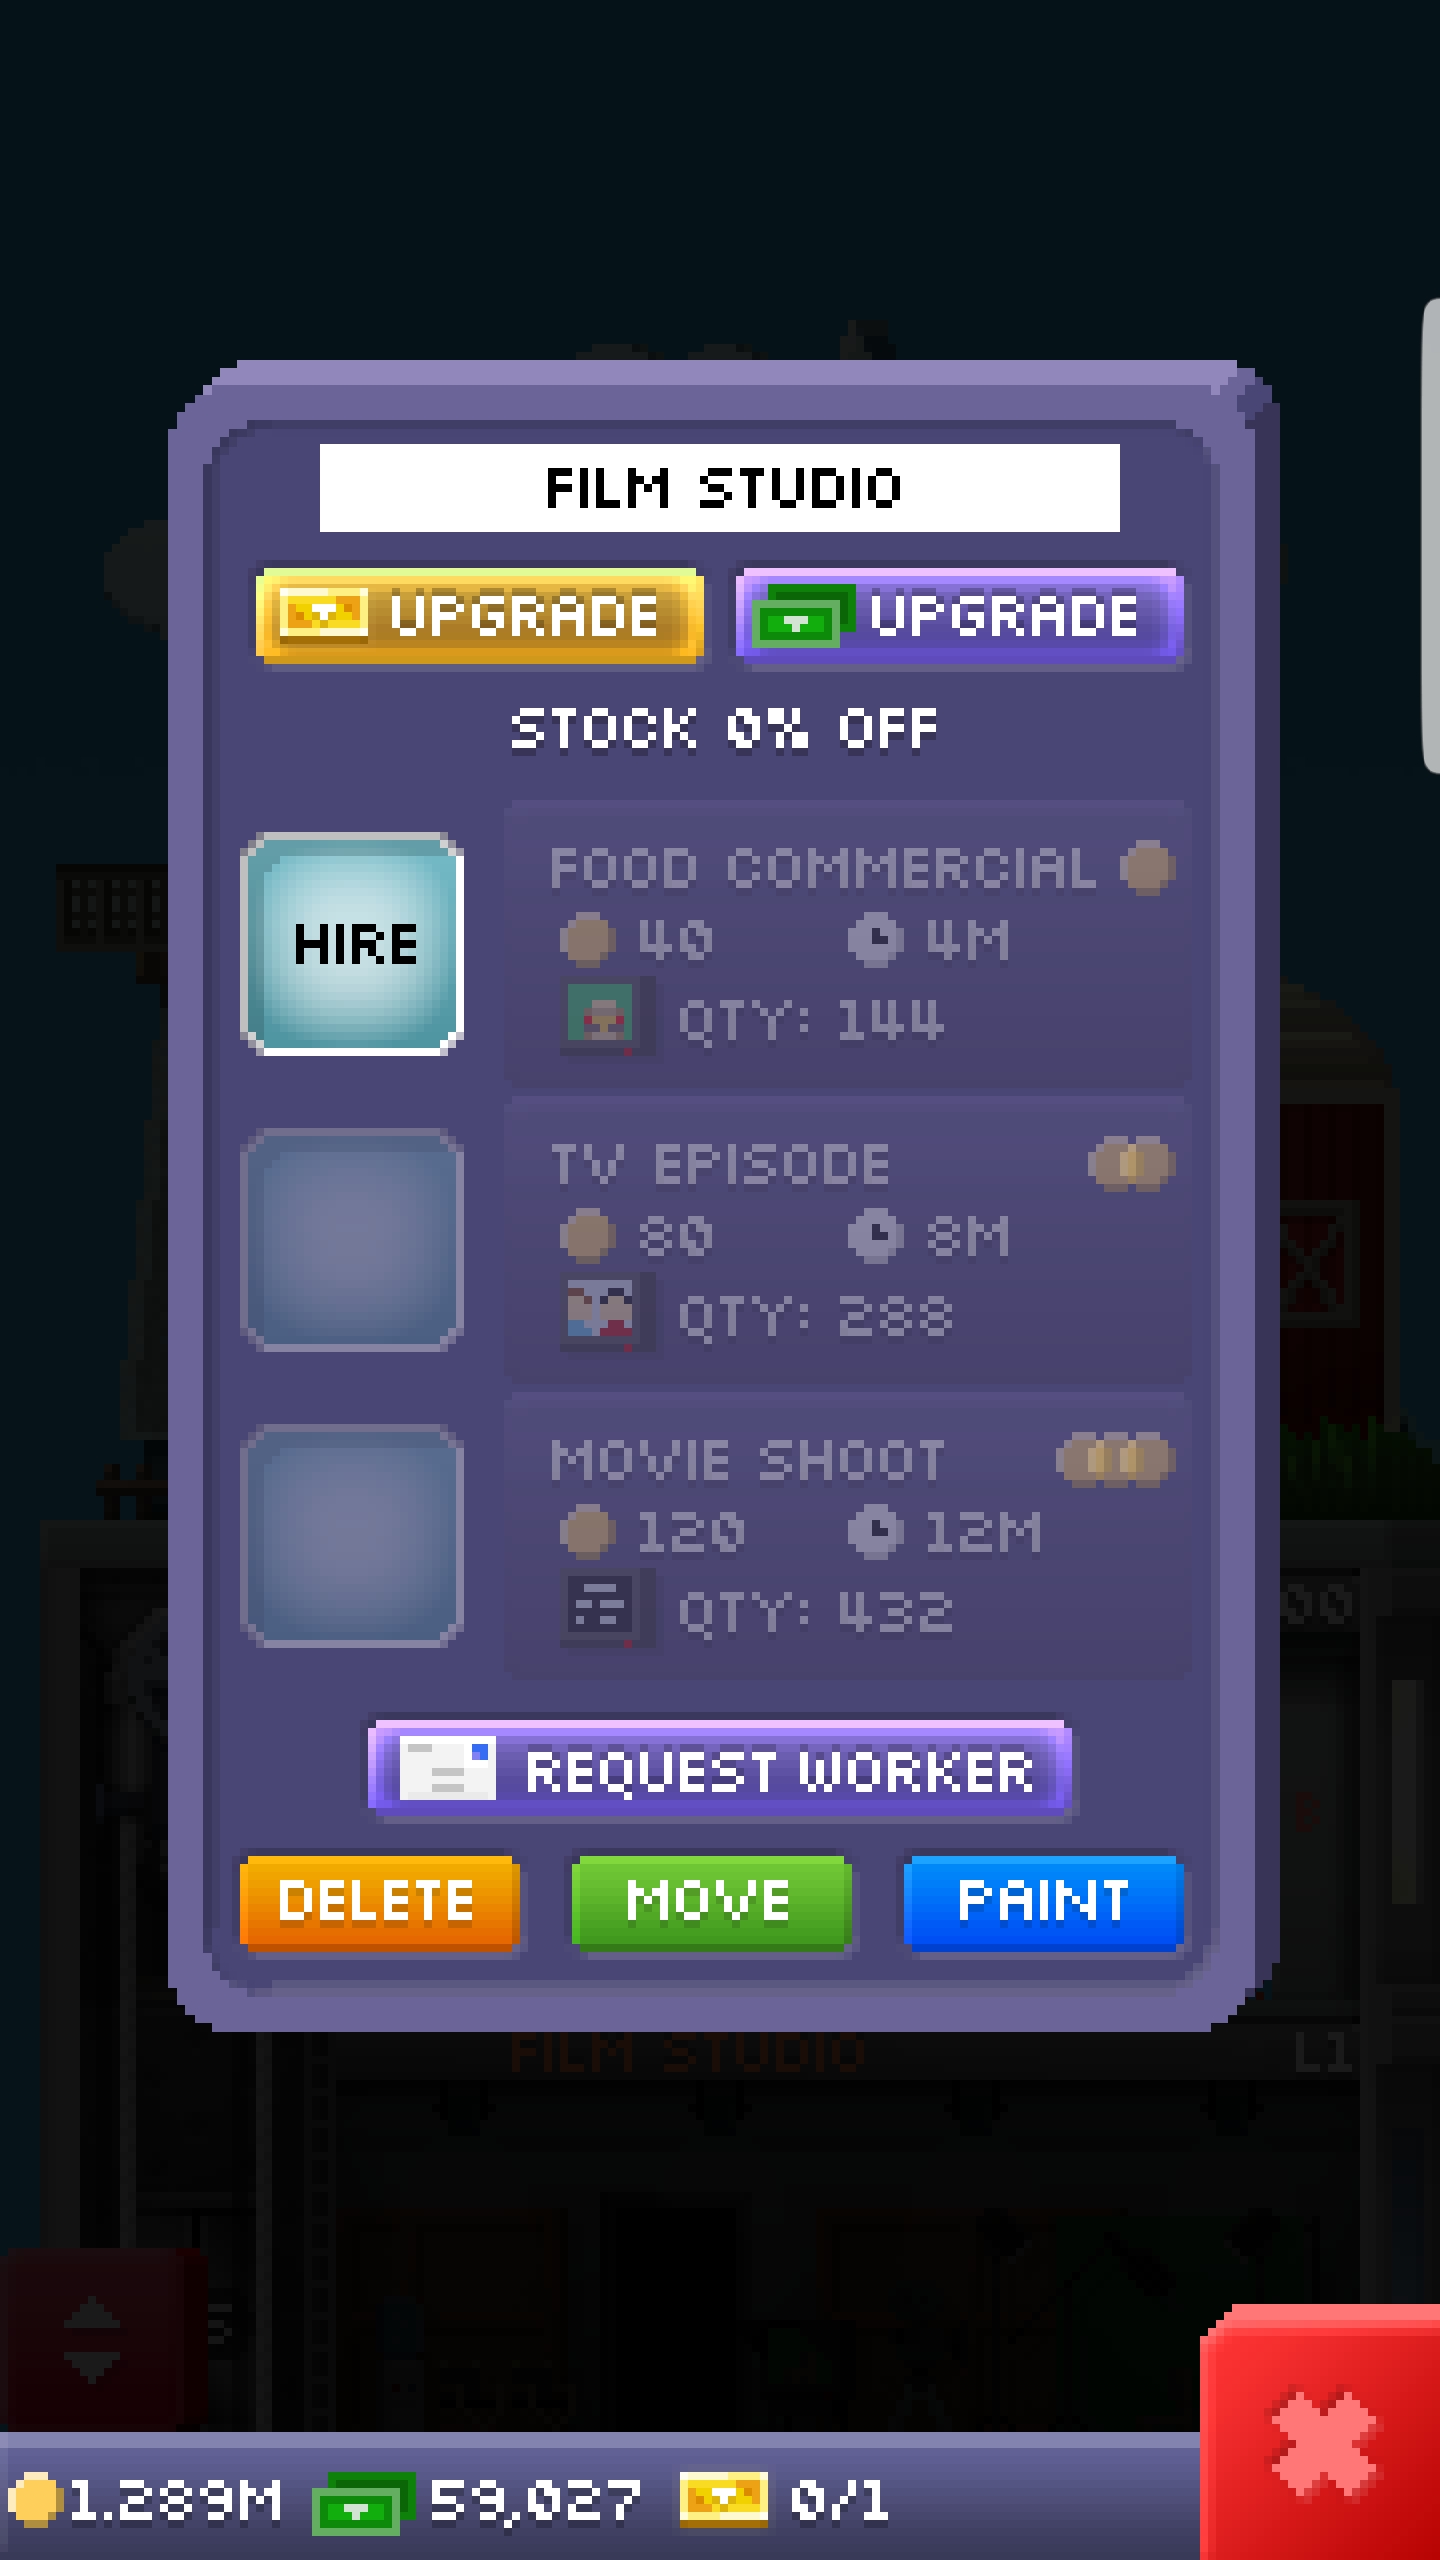 FILM STUDIO
UPGRADE UPGRADE
STOCK 0% OFF
HIRE
FOOD COMMERCIAL
40 4M
QTY: 144
TV EPISODE
80 8M
QTY: 288
MOVIE SHOOT
120 12M
QTY: 432
REQUEST WORKER
DELETE MOVE PAINT
FILM STUDIO L1
1.289M 59,027 0/1